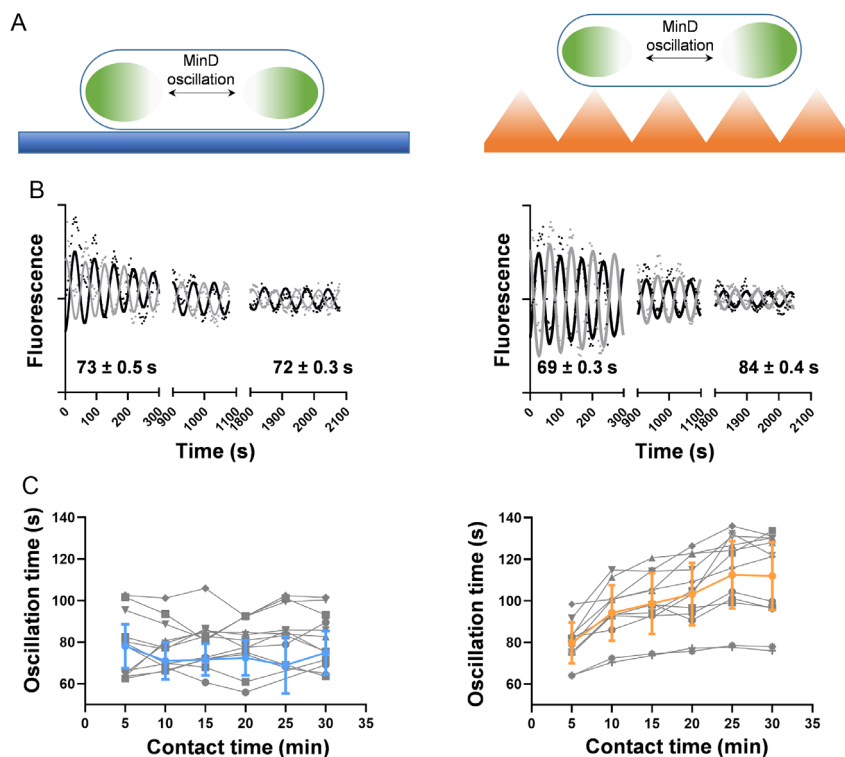 A
MinD
oscillation
MinD
oscillation
B
Fluorescence
73 ± 0.5 s
72 ± 0.3 s
0
100
200
300
900
1000
1100
1800
1900
2000
2100
Time (s)
Fluorescence
69 ± 0.3 s
84 ± 0.4 s
0
100
200
300
900
1000
1100
1800
1900
2000
2100
Time (s)
C
Oscillation time (s)
140
120
100
80
60
0 5 10 15 20 25 30 35
Contact time (min)
Oscillation time (s)
140
120
100
80
60
0 5 10 15 20 25 30 35
Contact time (min)